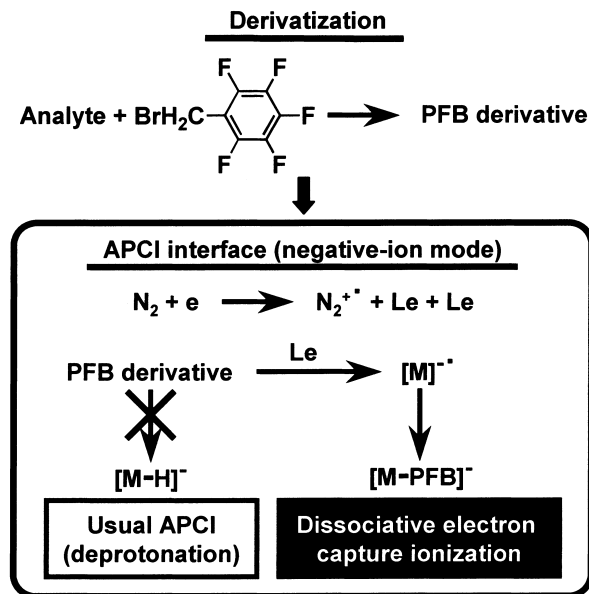 Derivatization
F F
Analyte + BrH₂C F PFB derivative
F F
APCI interface (negative-ion mode)
N₂ + e N₂⁺˙ + Le + Le
Le
PFB derivative [M]⁻˙
[M-H]⁻ [M-PFB]⁻
Usual APCI Dissociative electron
(deprotonation) capture ionization